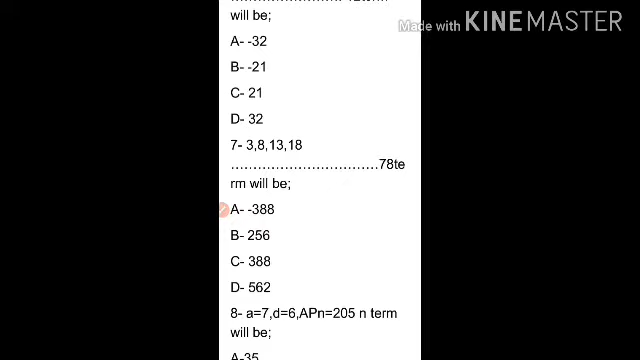 will be;
Made with KINEMASTER
A- -32
B- -21
C- 21
D- 32
7- 3,8,13,18
…………………………….78te
rm will be;
A- -388
B- 256
C- 388
D- 562
8- a=7,d=6,APn=205 n term
will be;
A-35